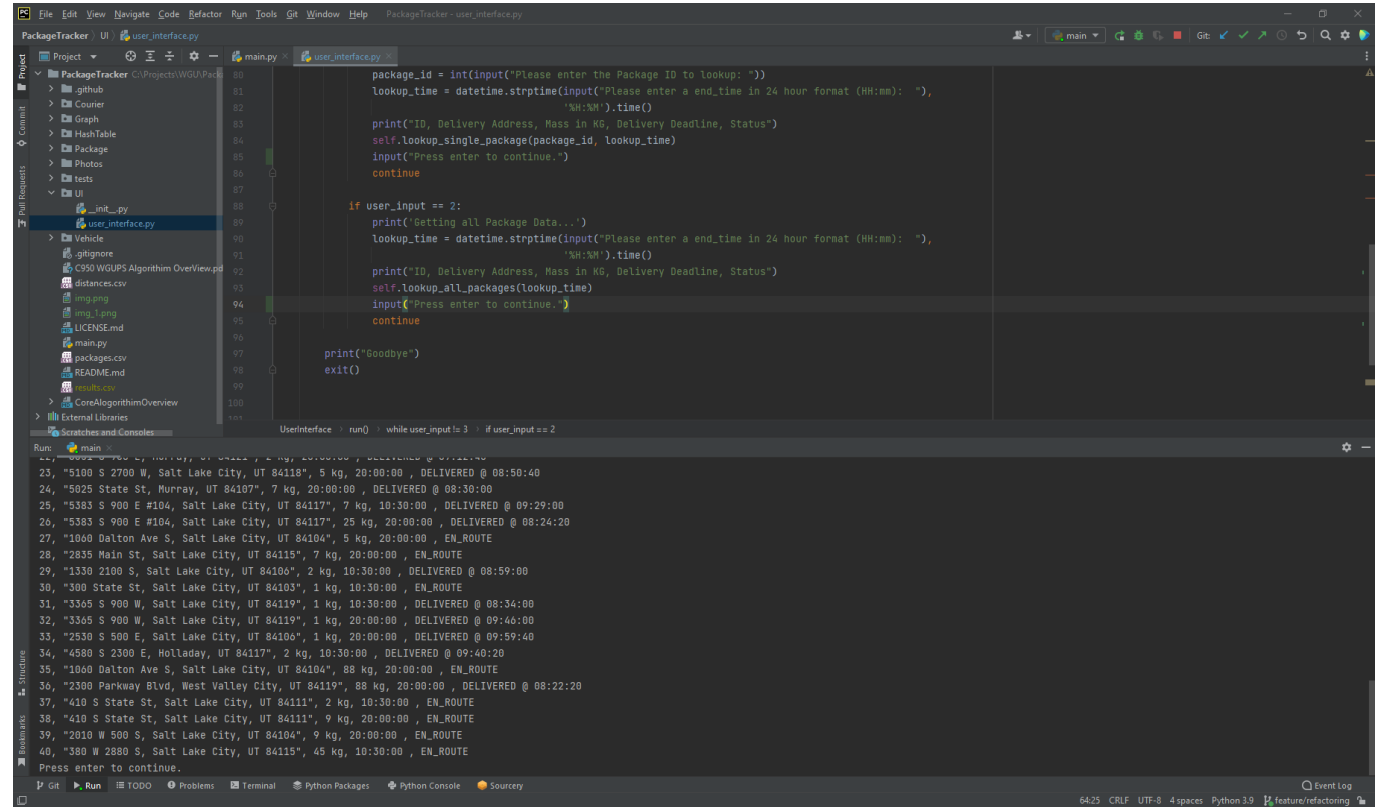 PC File Edit View Navigate Code Refactor Run Tools Git Window Help PackageTracker - user_interface.py
PackageTracker UI user_interface.py main Git:
Project main.py user_interface.py
PackageTracker C:\Projects\WGU\Pack
.github
Courier
Graph
HashTable
Package
Photos
tests
UI
__init__.py
user_interface.py
Vehicle
.gitignore
C950 WGUPS Algorithim OverView.pd
distances.csv
img.png
img_1.png
LICENSE.md
main.py
packages.csv
README.md
results.csv
CoreAlogorithimOverview
External Libraries
Scratches and Consoles
Project
Commit
Pull Requests
80 package_id = int(input("Please enter the Package ID to lookup: "))
81 lookup_time = datetime.strptime(input("Please enter a end_time in 24 hour format (HH:mm):  "),
82 '%H:%M').time()
83 print("ID, Delivery Address, Mass in KG, Delivery Deadline, Status")
84 self.lookup_single_package(package_id, lookup_time)
85 input("Press enter to continue.")
86 continue
87
88 if user_input == 2:
89 print('Getting all Package Data...')
90 lookup_time = datetime.strptime(input("Please enter a end_time in 24 hour format (HH:mm):  "),
91 '%H:%M').time()
92 print("ID, Delivery Address, Mass in KG, Delivery Deadline, Status")
93 self.lookup_all_packages(lookup_time)
94 input("Press enter to continue.")
95 continue
96
97 print("Goodbye")
98 exit()
99
100
UserInterface run() while user_input != 3 if user_input == 2
Run: main
23, "5100 S 2700 W, Salt Lake City, UT 84118", 5 kg, 20:00:00 , DELIVERED @ 08:50:40
24, "5025 State St, Murray, UT 84107", 7 kg, 20:00:00 , DELIVERED @ 08:30:00
25, "5383 S 900 E #104, Salt Lake City, UT 84117", 7 kg, 10:30:00 , DELIVERED @ 09:29:00
26, "5383 S 900 E #104, Salt Lake City, UT 84117", 25 kg, 20:00:00 , DELIVERED @ 08:24:20
27, "1060 Dalton Ave S, Salt Lake City, UT 84104", 5 kg, 20:00:00 , EN_ROUTE
28, "2835 Main St, Salt Lake City, UT 84115", 7 kg, 20:00:00 , EN_ROUTE
29, "1330 2100 S, Salt Lake City, UT 84106", 2 kg, 10:30:00 , DELIVERED @ 08:59:00
30, "300 State St, Salt Lake City, UT 84103", 1 kg, 10:30:00 , EN_ROUTE
31, "3365 S 900 W, Salt Lake City, UT 84119", 1 kg, 10:30:00 , DELIVERED @ 08:34:00
32, "3365 S 900 W, Salt Lake City, UT 84119", 1 kg, 20:00:00 , DELIVERED @ 09:46:00
33, "2530 S 500 E, Salt Lake City, UT 84106", 1 kg, 20:00:00 , DELIVERED @ 09:59:40
34, "4580 S 2300 E, Holladay, UT 84117", 2 kg, 10:30:00 , DELIVERED @ 09:40:20
35, "1060 Dalton Ave S, Salt Lake City, UT 84104", 88 kg, 20:00:00 , EN_ROUTE
36, "2300 Parkway Blvd, West Valley City, UT 84119", 88 kg, 20:00:00 , DELIVERED @ 08:22:20
37, "410 S State St, Salt Lake City, UT 84111", 2 kg, 10:30:00 , EN_ROUTE
38, "410 S State St, Salt Lake City, UT 84111", 9 kg, 20:00:00 , EN_ROUTE
39, "2010 W 500 S, Salt Lake City, UT 84104", 9 kg, 20:00:00 , EN_ROUTE
40, "380 W 2880 S, Salt Lake City, UT 84115", 45 kg, 10:30:00 , EN_ROUTE
Press enter to continue.
Structure
Bookmarks
Git Run TODO Problems Terminal Python Packages Python Console Sourcery Event Log
64:25 CRLF UTF-8 4 spaces Python 3.9 feature/refactoring